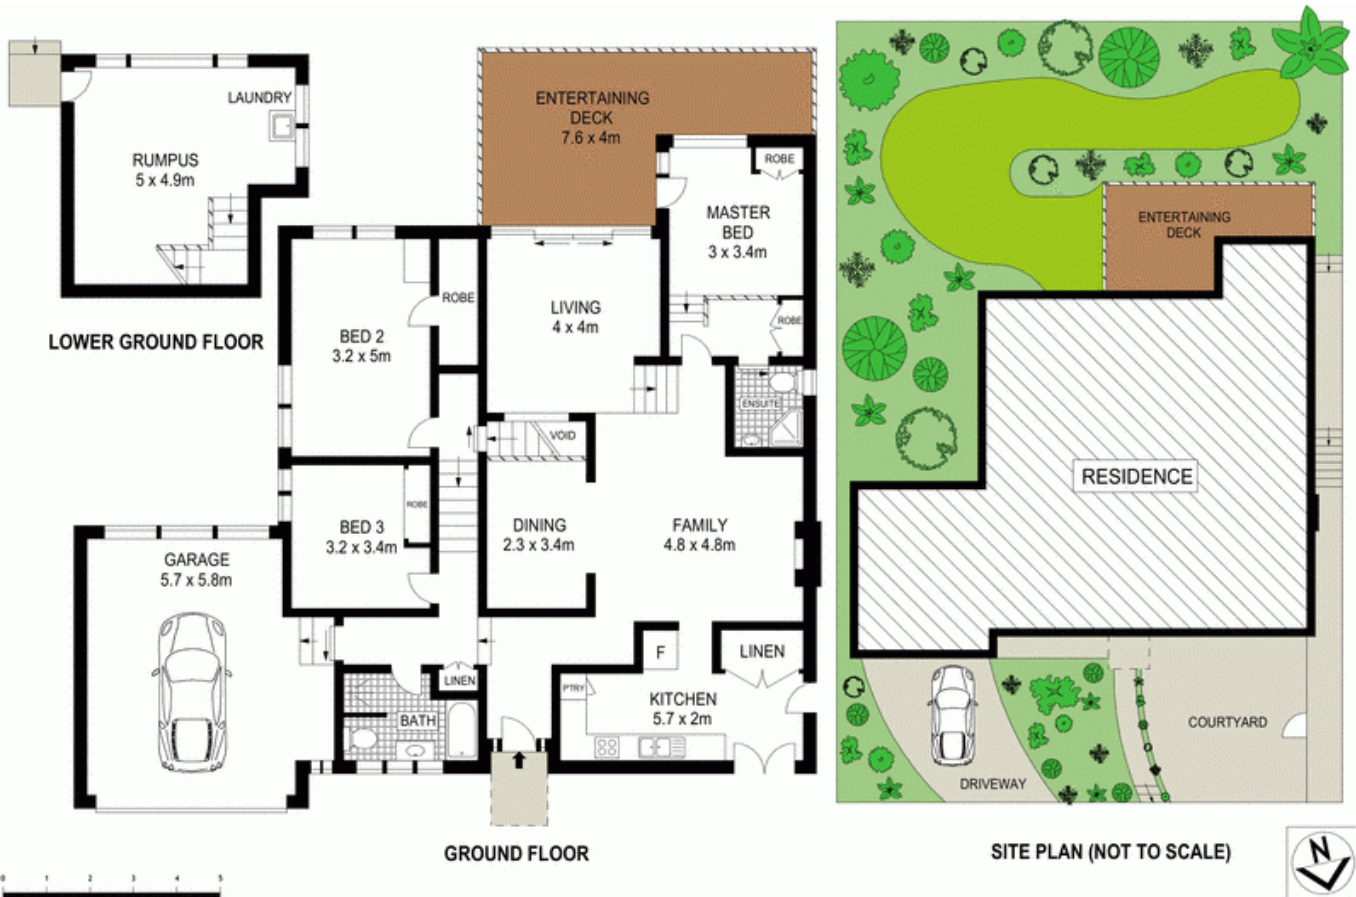 LAUNDRY
RUMPUS
5 x 4.9m
LOWER GROUND FLOOR
ENTERTAINING
DECK
7.6 x 4m
ROBE
MASTER
BED
3 x 3.4m
ROBE
ROBE
BED 2
3.2 x 5m
LIVING
4 x 4m
ENSUITE
VOID
BED 3
3.2 x 3.4m
ROBE
DINING
2.3 x 3.4m
FAMILY
4.8 x 4.8m
GARAGE
5.7 x 5.8m
F
LINEN
LINEN
PTRY
KITCHEN
5.7 x 2m
BATH
GROUND FLOOR
0 1 2 3 4 5
ENTERTAINING
DECK
RESIDENCE
COURTYARD
DRIVEWAY
SITE PLAN (NOT TO SCALE)
N